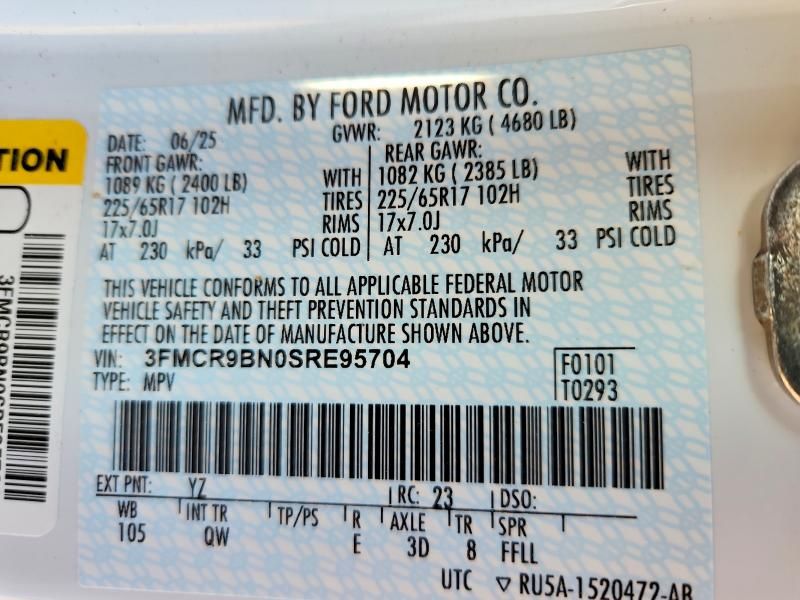 MFD. BY FORD MOTOR CO.
DATE: 06/25 GVWR: 2123 KG ( 4680 LB)
FRONT GAWR: REAR GAWR:
1089 KG ( 2400 LB) WITH 1082 KG ( 2385 LB) WITH
225/65R17 102H TIRES 225/65R17 102H TIRES
17x7.0J RIMS 17x7.0J RIMS
AT 230 kPa/ 33 PSI COLD AT 230 kPa/ 33 PSI COLD
THIS VEHICLE CONFORMS TO ALL APPLICABLE FEDERAL MOTOR
VEHICLE SAFETY AND THEFT PREVENTION STANDARDS IN
EFFECT ON THE DATE OF MANUFACTURE SHOWN ABOVE.
VIN: 3FMCR9BN0SRE95704 F0101
TYPE: MPV T0293
EXT PNT: YZ RC: 23 DSO:
WB INT TR TP/PS R AXLE TR SPR
105 QW E 3D 8 FFLL
UTC ▽ RU5A-1520472-AB